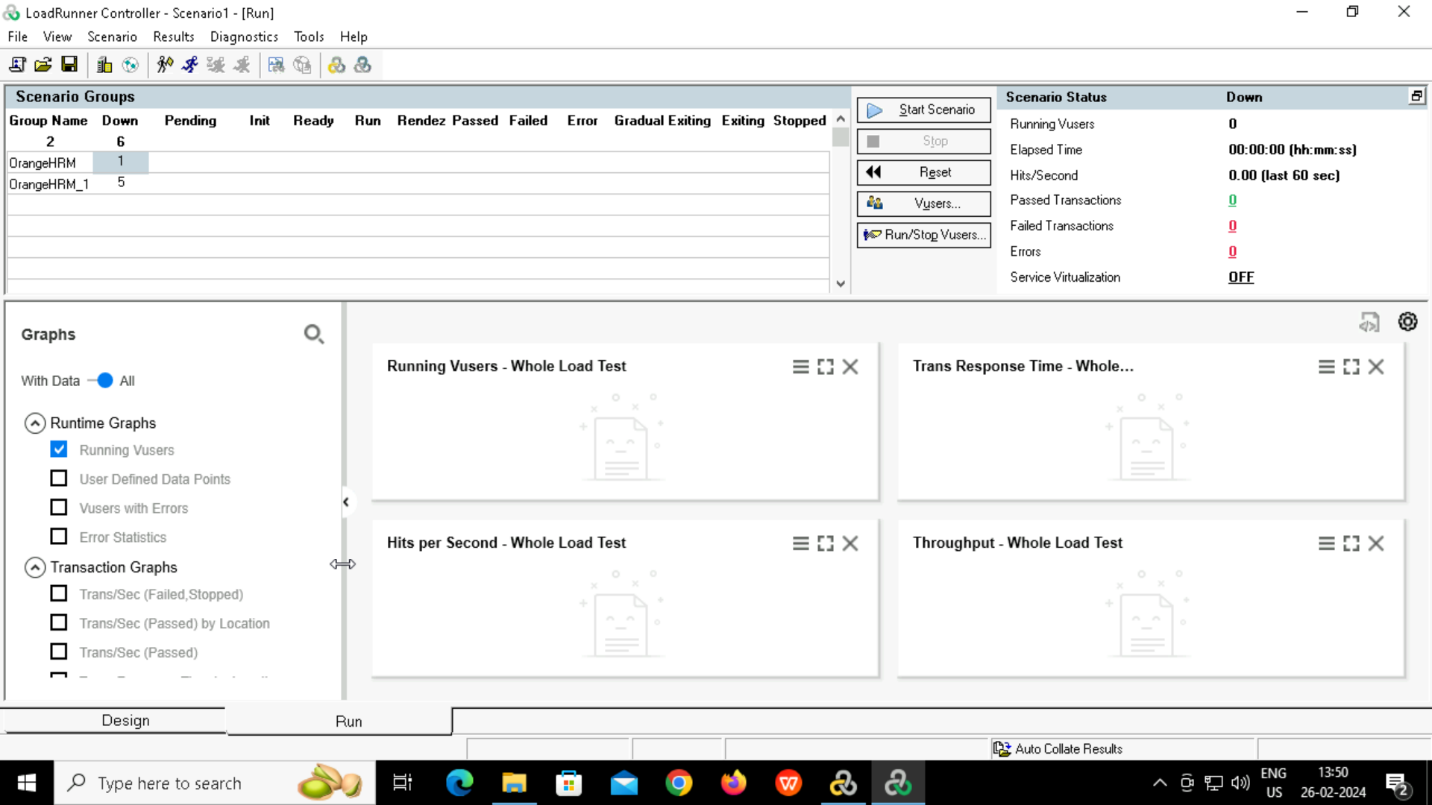 LoadRunner Controller - Scenario1 - [Run]
File View Scenario Results Diagnostics Tools Help
Scenario Groups
Group Name Down Pending Init Ready Run Rendez Passed Failed Error Gradual Exiting Exiting Stopped
2 6
OrangeHRM 1
OrangeHRM_1 5
Start Scenario
Stop
Reset
Vusers...
Run/Stop Vusers...
Scenario Status Down
Running Vusers 0
Elapsed Time 00:00:00 (hh:mm:ss)
Hits/Second 0.00 (last 60 sec)
Passed Transactions 0
Failed Transactions 0
Errors 0
Service Virtualization OFF
Graphs
With Data All
Runtime Graphs
Running Vusers
User Defined Data Points
Vusers with Errors
Error Statistics
Transaction Graphs
Trans/Sec (Failed,Stopped)
Trans/Sec (Passed) by Location
Trans/Sec (Passed)
Running Vusers - Whole Load Test
Trans Response Time - Whole...
Hits per Second - Whole Load Test
Throughput - Whole Load Test
Design Run
Auto Collate Results
Type here to search
ENG
US
13:50
26-02-2024
2